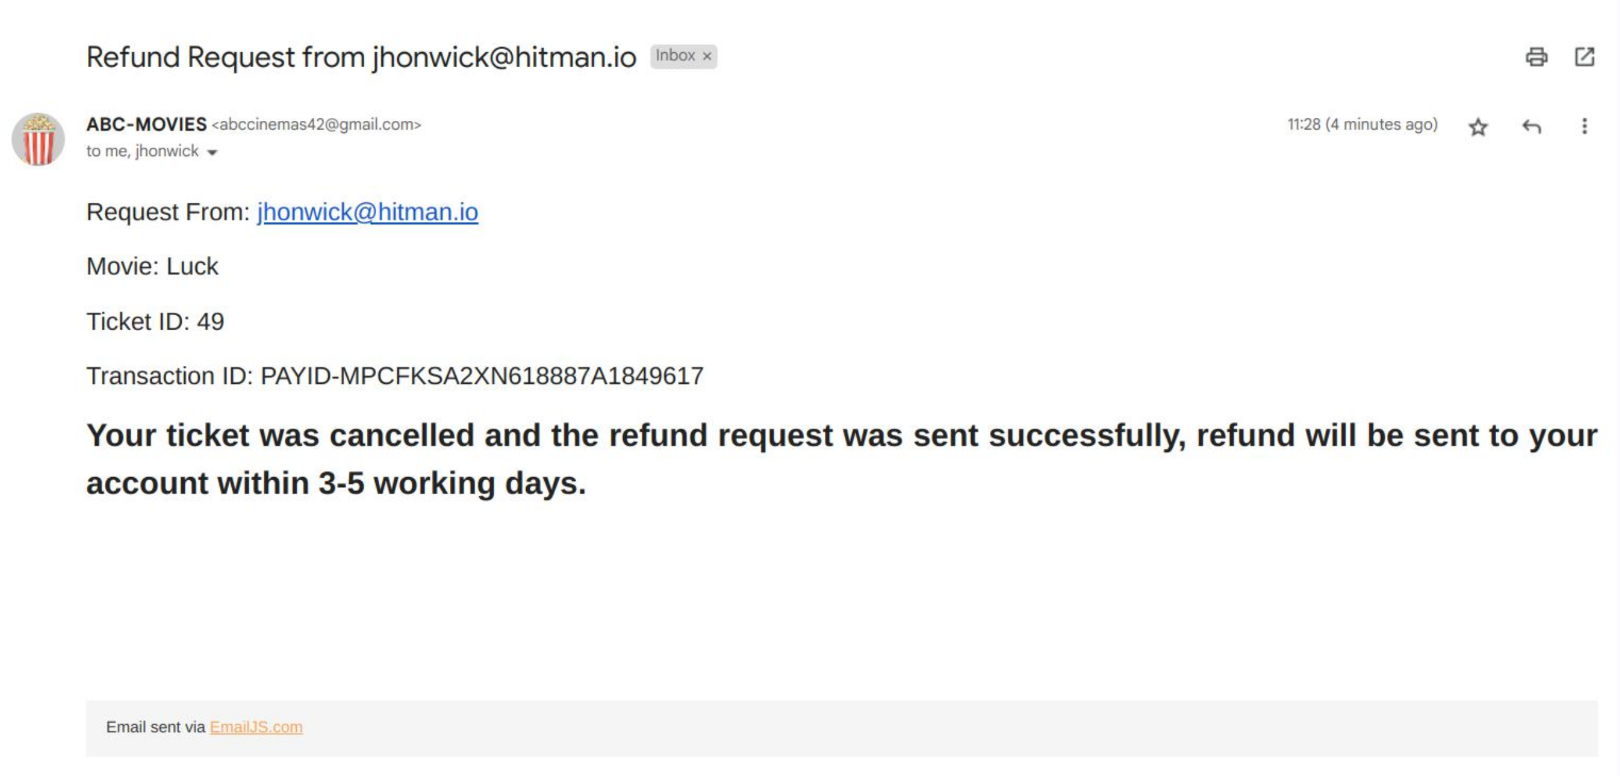 Refund Request from jhonwick@hitman.io Inbox ×
ABC-MOVIES <abccinemas42@gmail.com> 11:28 (4 minutes ago)
to me, jhonwick
Request From: jhonwick@hitman.io
Movie: Luck
Ticket ID: 49
Transaction ID: PAYID-MPCFKSA2XN618887A1849617
Your ticket was cancelled and the refund request was sent successfully, refund will be sent to your
account within 3-5 working days.
Email sent via EmailJS.com